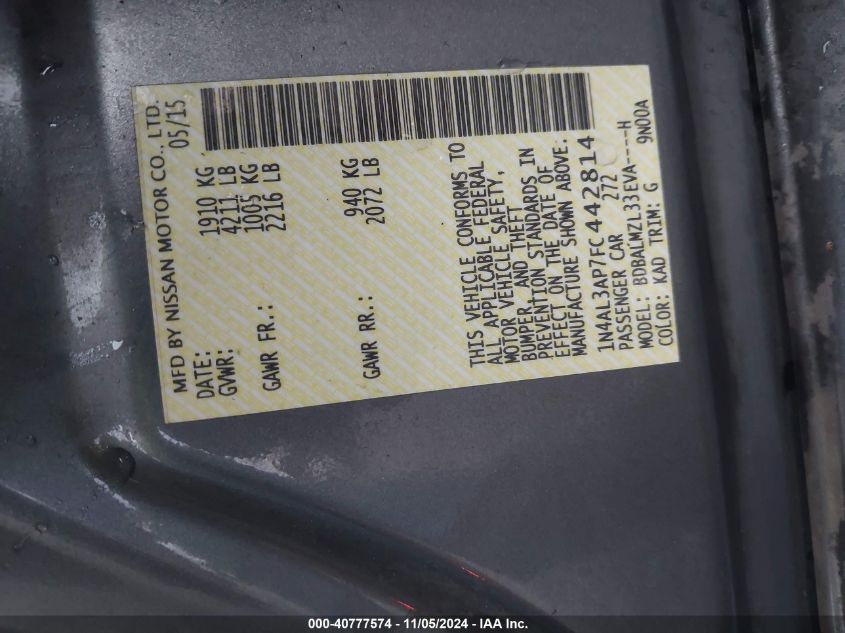 MFD BY NISSAN MOTOR CO., LTD.
DATE: 05/15
GVWR: 1910 KG
4211 LB
GAWR FR.: 1005 KG
2216 LB
GAWR RR.: 940 KG
2072 LB
THIS VEHICLE CONFORMS TO
ALL APPLICABLE FEDERAL
MOTOR VEHICLE SAFETY,
BUMPER, AND THEFT
PREVENTION STANDARDS IN
EFFECT ON THE DATE OF
MANUFACTURE SHOWN ABOVE.
1N4AL3AP7FC442814
PASSENGER CAR 272
MODEL: BDBALMZL33EVA----H
COLOR: KAD TRIM: G 9N00A
000-40777574 - 11/05/2024 - IAA Inc.